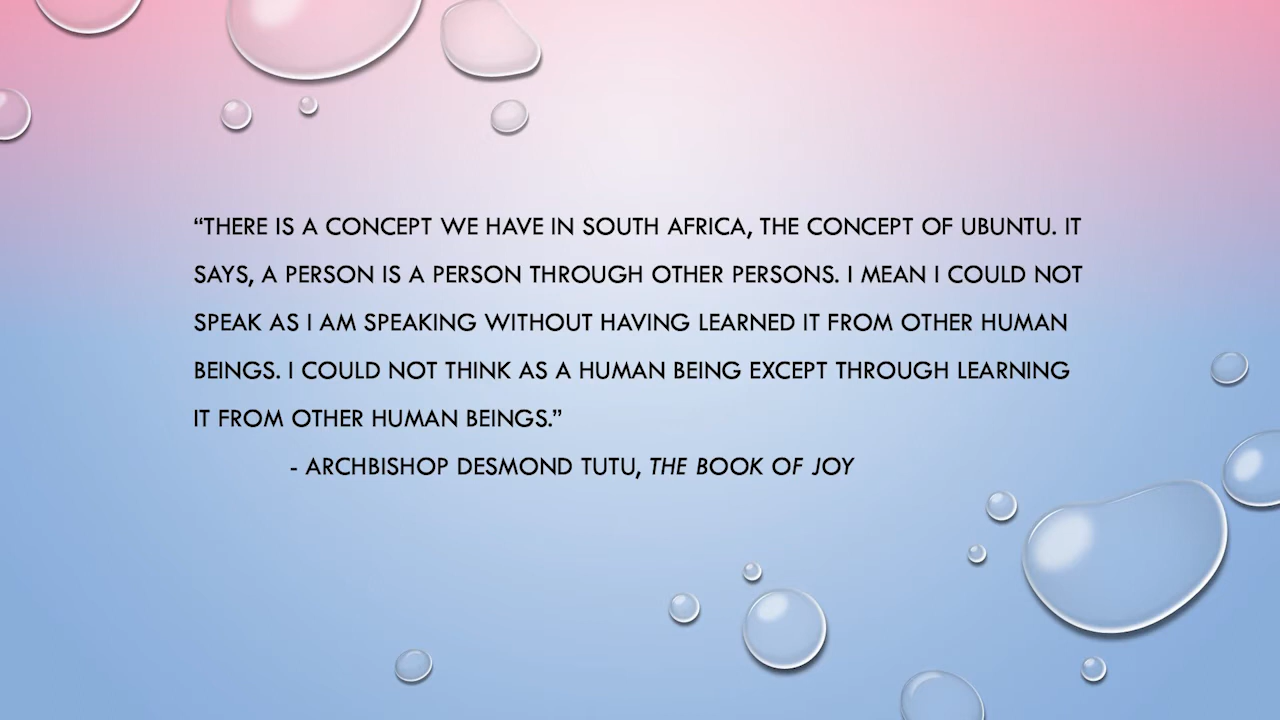 “THERE IS A CONCEPT WE HAVE IN SOUTH AFRICA, THE CONCEPT OF UBUNTU. IT
SAYS, A PERSON IS A PERSON THROUGH OTHER PERSONS. I MEAN I COULD NOT
SPEAK AS I AM SPEAKING WITHOUT HAVING LEARNED IT FROM OTHER HUMAN
BEINGS. I COULD NOT THINK AS A HUMAN BEING EXCEPT THROUGH LEARNING
IT FROM OTHER HUMAN BEINGS.”
- ARCHBISHOP DESMOND TUTU, THE BOOK OF JOY